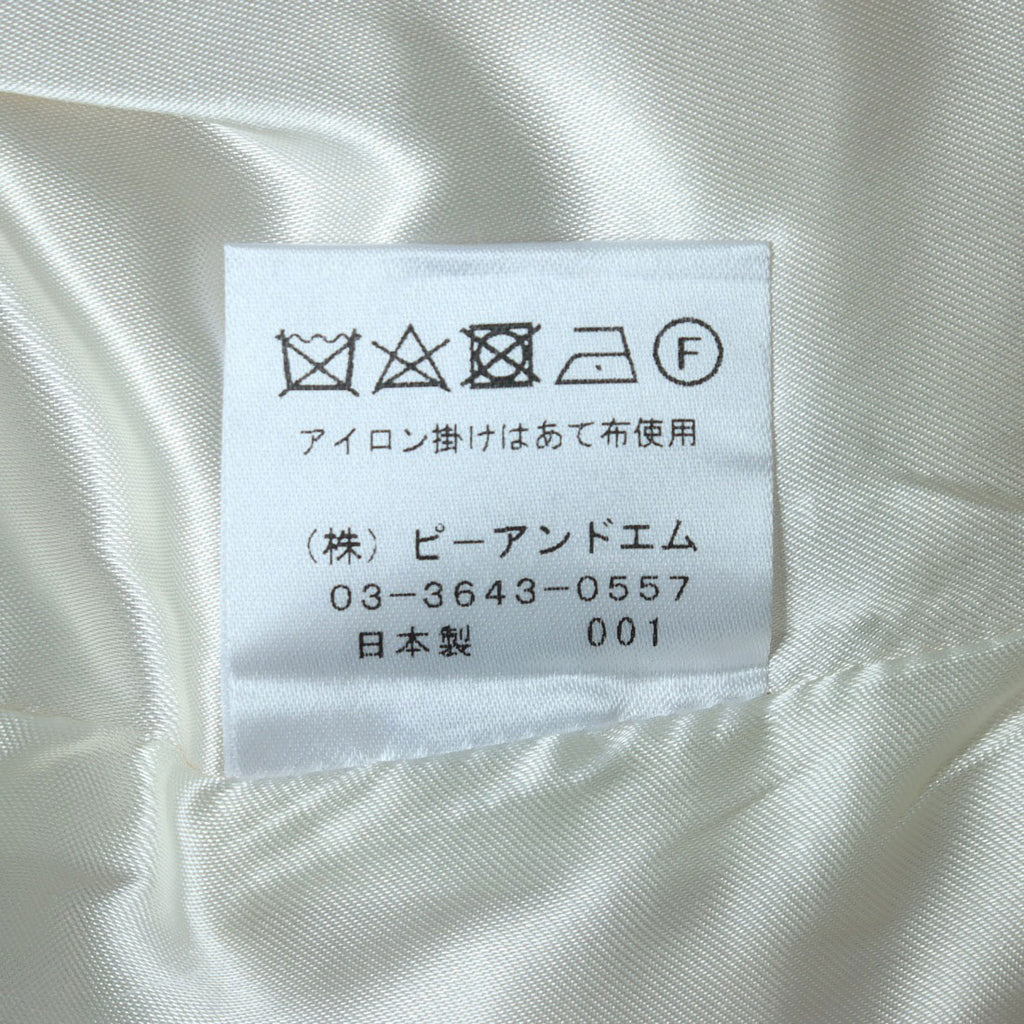 F
アイロン掛けはあて布使用
(株) ピーアンドエム
03-3643-0557
日本製 001